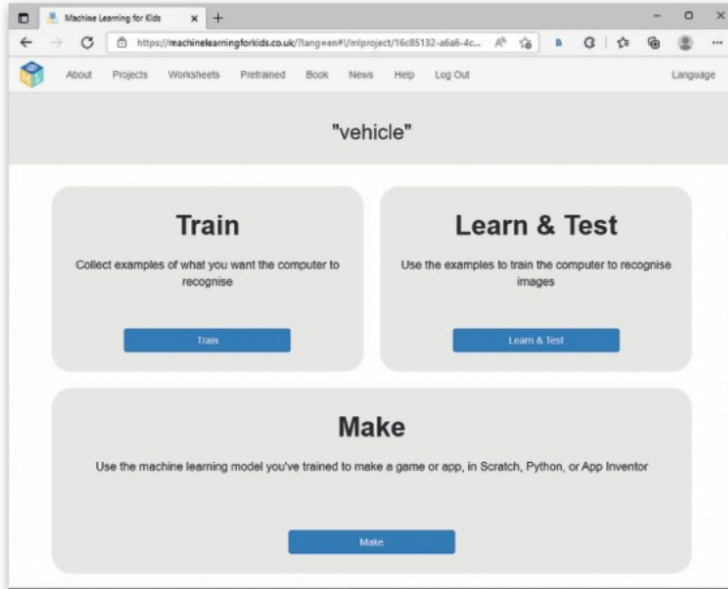 Machine Learning for Kids
https://machinelearningforkids.co.uk/?lang=en#!/mlproject/16c85132-a6a6-4c...
About Projects Worksheets Pretrained Book News Help Log Out Language
"vehicle"
Train
Collect examples of what you want the computer to
recognise
Train
Learn & Test
Use the examples to train the computer to recognise
images
Learn & Test
Make
Use the machine learning model you've trained to make a game or app, in Scratch, Python, or App Inventor
Make